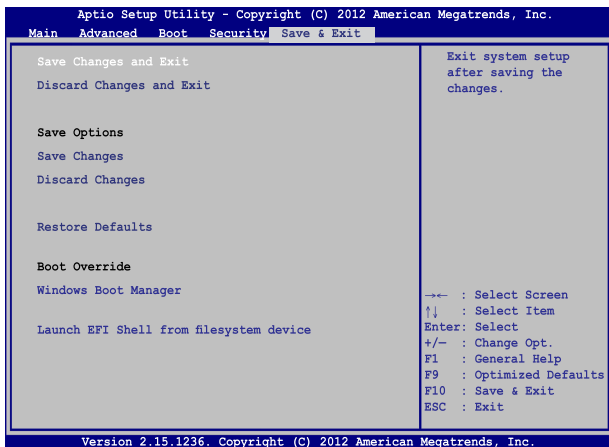 Aptio Setup Utility - Copyright (C) 2012 American Megatrends, Inc.
Main Advanced Boot Security Save & Exit
Save Changes and Exit
Discard Changes and Exit
Save Options
Save Changes
Discard Changes
Restore Defaults
Boot Override
Windows Boot Manager
Launch EFI Shell from filesystem device
Exit system setup
after saving the
changes.
→← : Select Screen
↑↓ : Select Item
Enter: Select
+/— : Change Opt.
F1 : General Help
F9 : Optimized Defaults
F10 : Save & Exit
ESC : Exit
Version 2.15.1236. Copyright (C) 2012 American Megatrends, Inc.